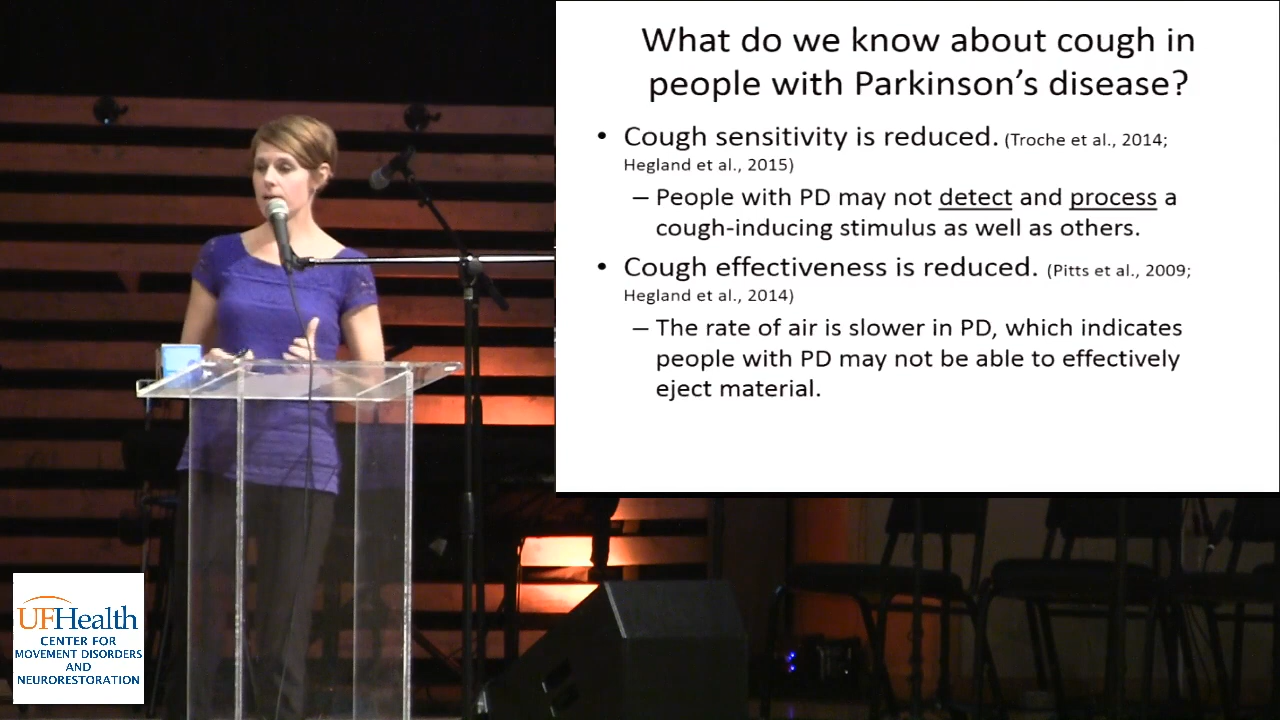 What do we know about cough in
people with Parkinson's disease?
• Cough sensitivity is reduced. (Troche et al., 2014;
Hegland et al., 2015)
– People with PD may not detect and process a
cough-inducing stimulus as well as others.
• Cough effectiveness is reduced. (Pitts et al., 2009;
Hegland et al., 2014)
– The rate of air is slower in PD, which indicates
people with PD may not be able to effectively
eject material.
UFHealth
CENTER FOR
MOVEMENT DISORDERS
AND
NEURORESTORATION